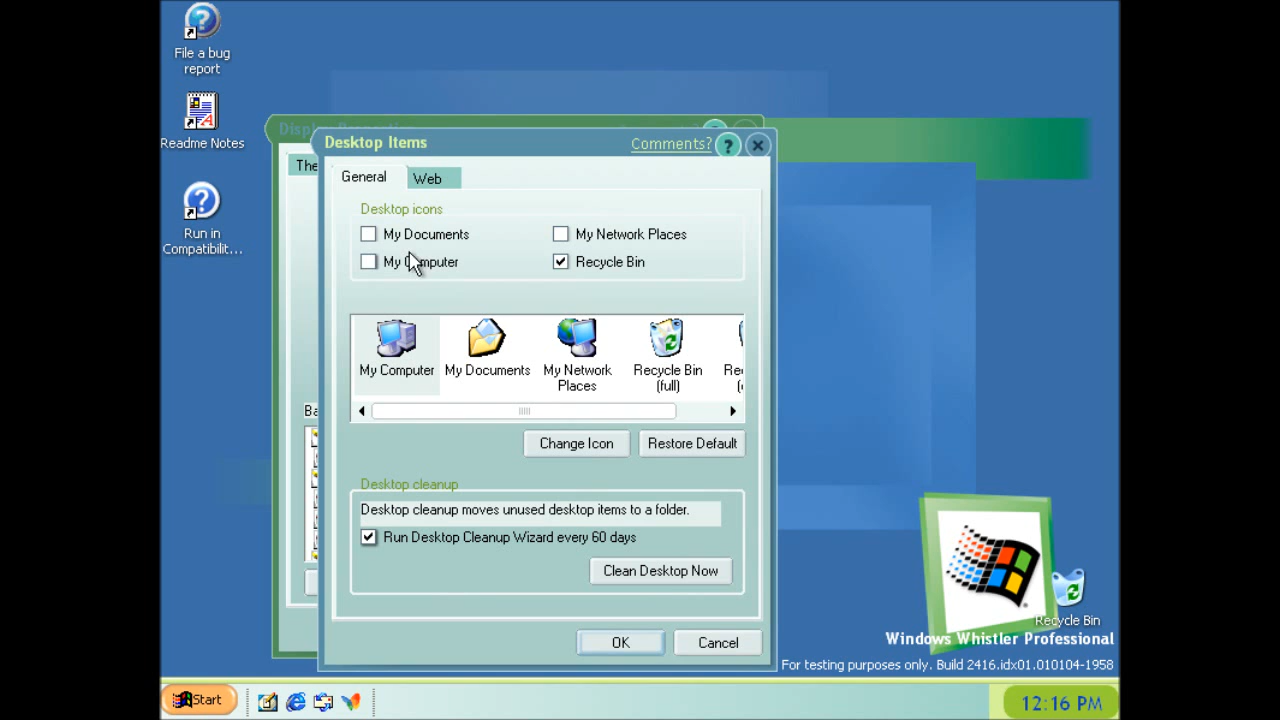 File a bug
report
Readme Notes
Run in
Compatibilit...
Desktop Items
Comments?
?
General
Web
Desktop icons
My Documents
My Network Places
My Computer
Recycle Bin
My Computer
My Documents
My Network
Places
Recycle Bin
(full)
Change Icon
Restore Default
Desktop cleanup
Desktop cleanup moves unused desktop items to a folder.
Run Desktop Cleanup Wizard every 60 days
Clean Desktop Now
OK
Cancel
Recycle Bin
Windows Whistler Professional
For testing purposes only. Build 2416.idx01.010104-1958
Start
12:16 PM